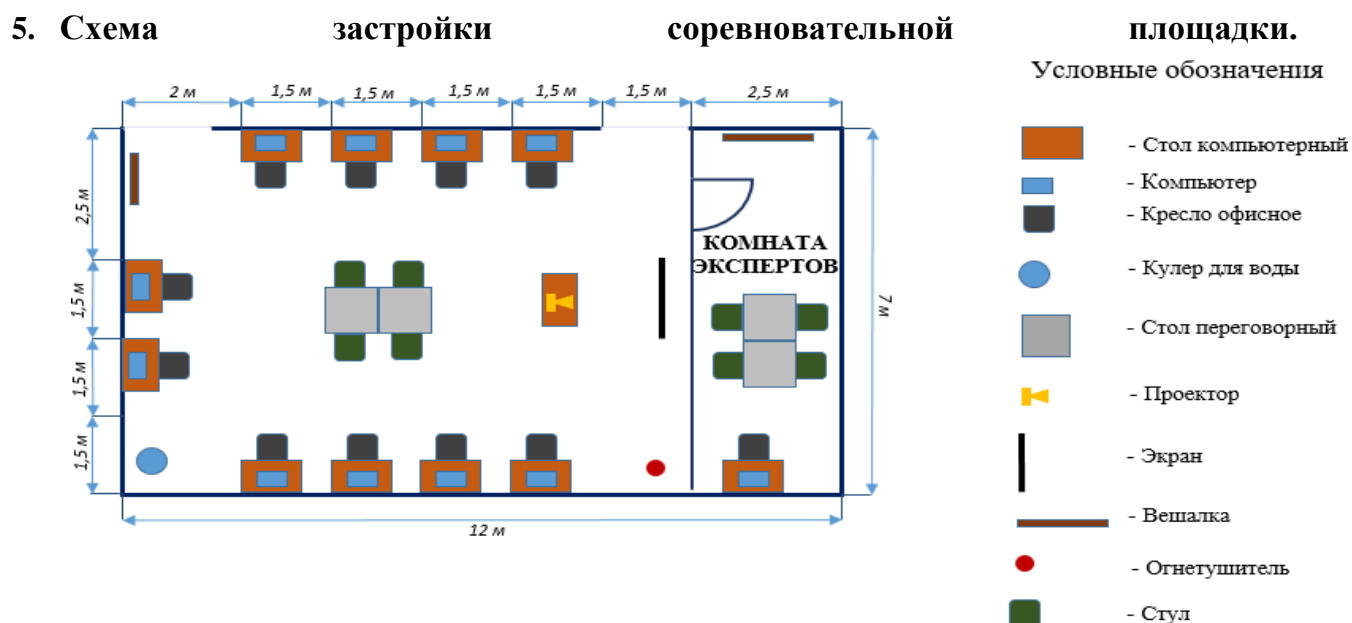 5. Схема застройки соревновательной площадки.
Условные обозначения
2 м 1,5 м 1,5 м 1,5 м 1,5 м 1,5 м 2,5 м
2,5 м
1,5 м
1,5 м
1,5 м
КОМНАТА
ЭКСПЕРТОВ
7 м
12 м
- Стол компьютерный
- Компьютер
- Кресло офисное
- Кулер для воды
- Стол переговорный
- Проектор
- Экран
- Вешалка
- Огнетушитель
- Стул